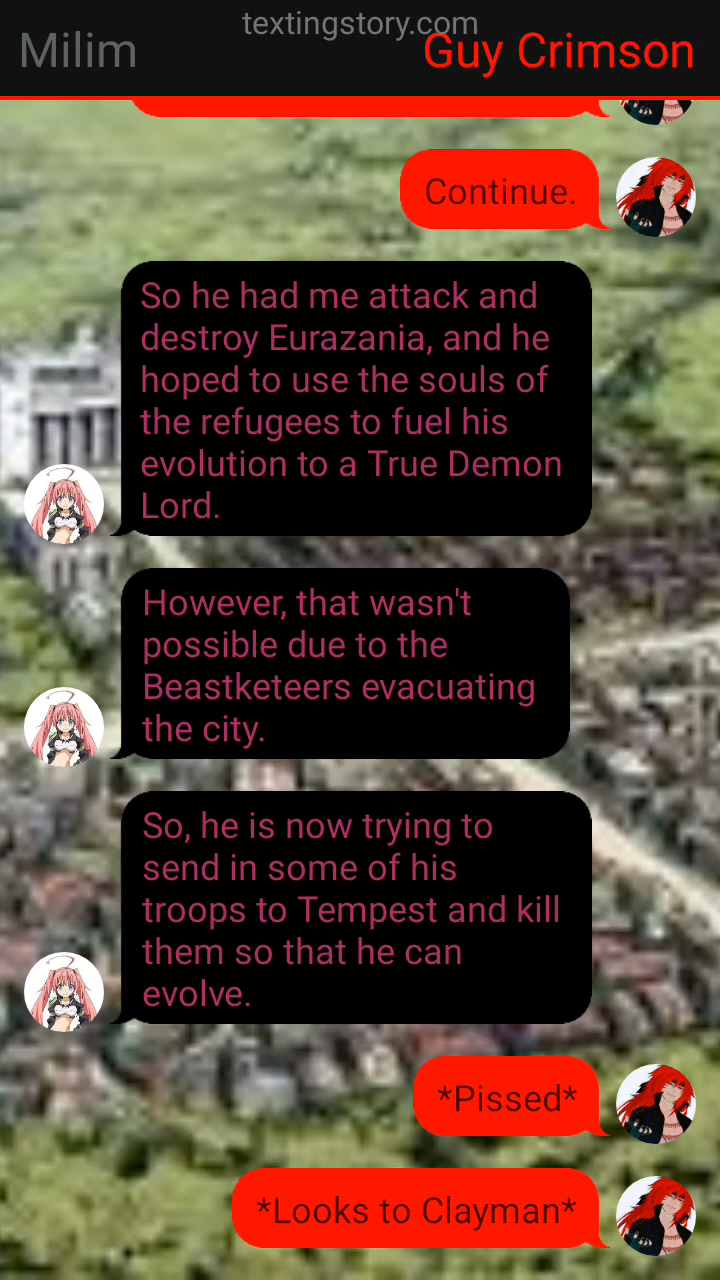 textingstory.com
Milim
Guy Crimson
Continue.
So he had me attack and
destroy Eurazania, and he
hoped to use the souls of
the refugees to fuel his
evolution to a True Demon
Lord.
However, that wasn't
possible due to the
Beastketeers evacuating
the city.
So, he is now trying to
send in some of his
troops to Tempest and kill
them so that he can
evolve.
*Pissed*
*Looks to Clayman*